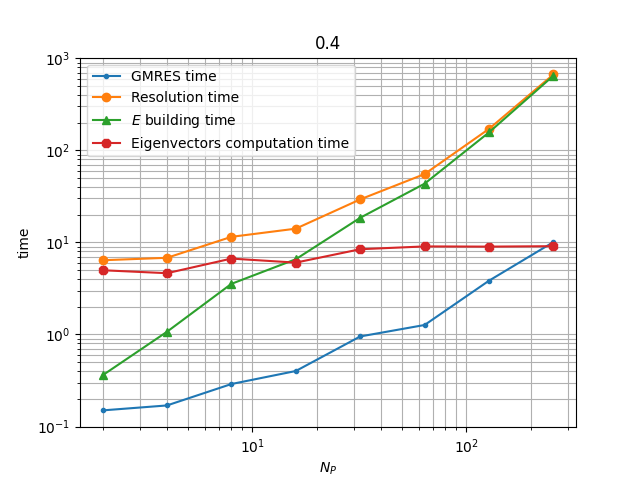 0.4
GMRES time
Resolution time
E building time
Eigenvectors computation time
time
10³
10²
10¹
10⁰
10⁻¹
10¹ 10²
N_P